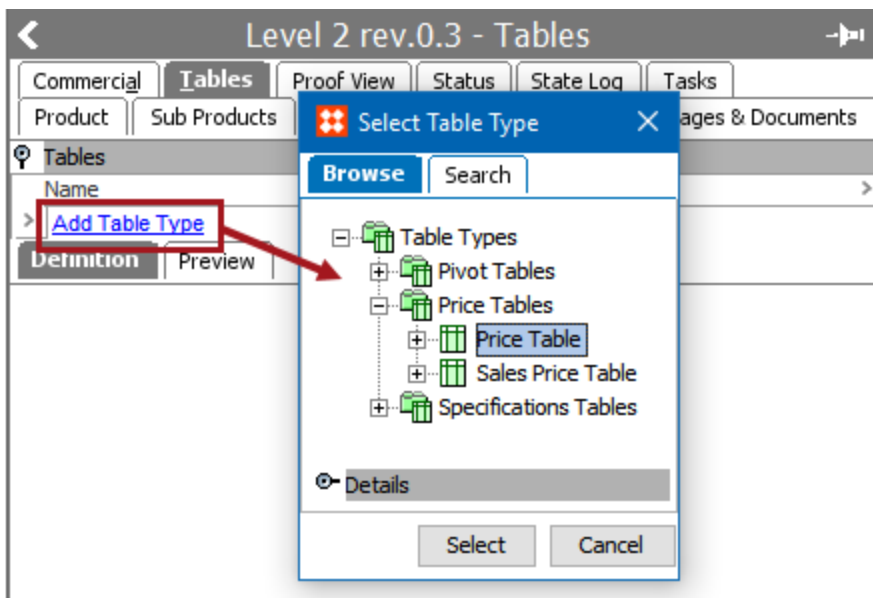 Level 2 rev.0.3 - Tables
Commercial Tables Proof View Status State Log Tasks
Product Sub Products ages & Documents
Tables
Name
Add Table Type
Definition Preview
Select Table Type
Browse Search
Table Types
Pivot Tables
Price Tables
Price Table
Sales Price Table
Specifications Tables
Details
Select Cancel